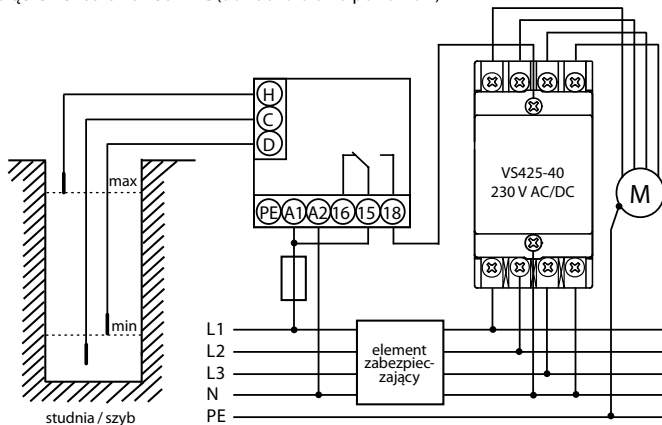 H
C
D
max
PE A1 A2 16 15 18
VS425-40
230 V AC/DC
M
min
L1
L2
L3
N
PE
element
zabezpiec-
zający
studnia / szyb